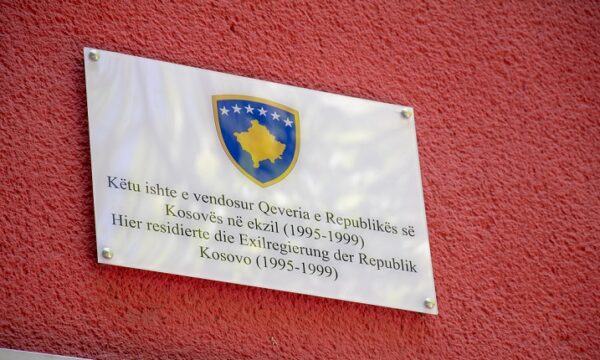 Këtu ishte e vendosur Qeveria e Republikës së
Kosovës në ekzil (1995-1999)
Hier residierte die Exilregierung der Republik
Kosovo (1995-1999)